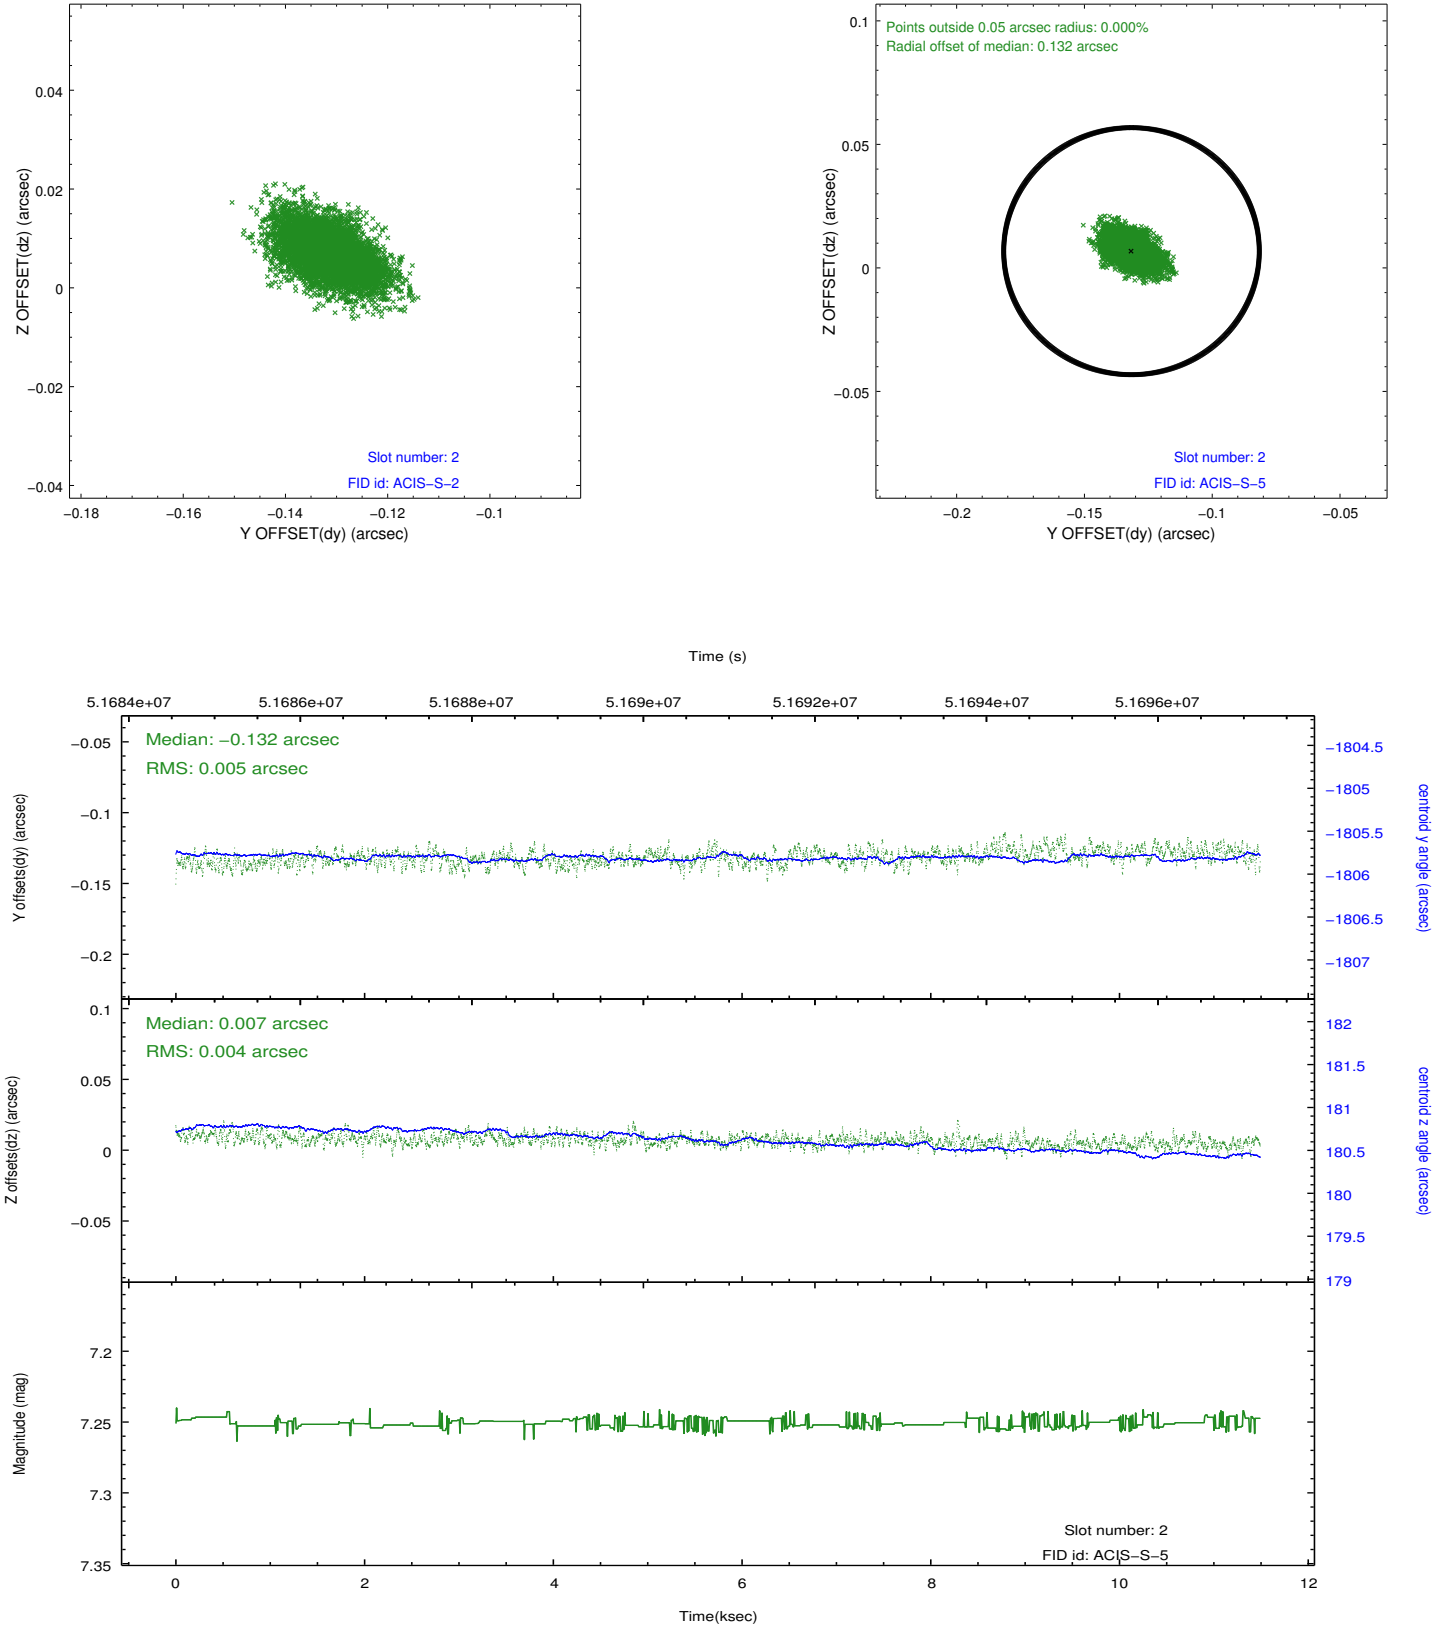 0.04
0.02
0
−0.02
−0.04
Z OFFSET(dz) (arcsec)
Slot number: 2
FID id: ACIS−S−2
−0.18 −0.16 −0.14 −0.12 −0.1
Y OFFSET(dy) (arcsec)
Points outside 0.05 arcsec radius: 0.000%
Radial offset of median: 0.132 arcsec
0.1
0.05
0
−0.05
Z OFFSET(dz) (arcsec)
Slot number: 2
FID id: ACIS−S−5
−0.2 −0.15 −0.1 −0.05
Y OFFSET(dy) (arcsec)
Time (s)
5.1684e+07 5.1686e+07 5.1688e+07 5.169e+07 5.1692e+07 5.1694e+07 5.1696e+07
Median: −0.132 arcsec
RMS: 0.005 arcsec
−0.05
−0.1
−0.15
−0.2
Y offsets(dy) (arcsec)
−1804.5
−1805
−1805.5
−1806
−1806.5
−1807
centroid y angle (arcsec)
Median: 0.007 arcsec
RMS: 0.004 arcsec
0.1
0.05
0
−0.05
Z offsets(dz) (arcsec)
182
181.5
181
180.5
180
179.5
179
centroid z angle (arcsec)
7.2
7.25
7.3
7.35
Magnitude (mag)
Slot number: 2
FID id: ACIS−S−5
0 2 4 6 8 10 12
Time(ksec)